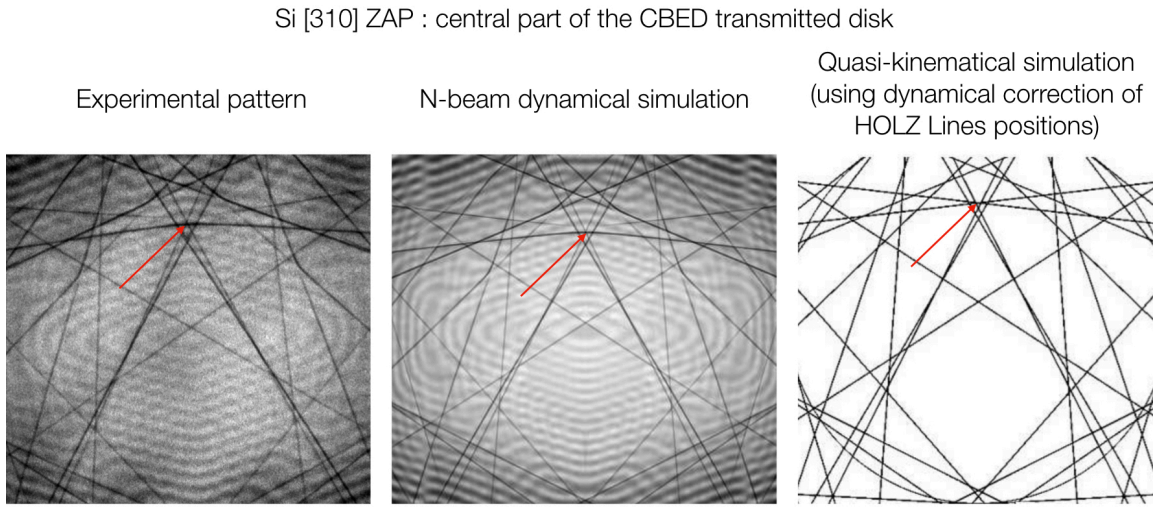 Si [310] ZAP : central part of the CBED transmitted disk
Experimental pattern
N-beam dynamical simulation
Quasi-kinematical simulation
(using dynamical correction of
HOLZ Lines positions)